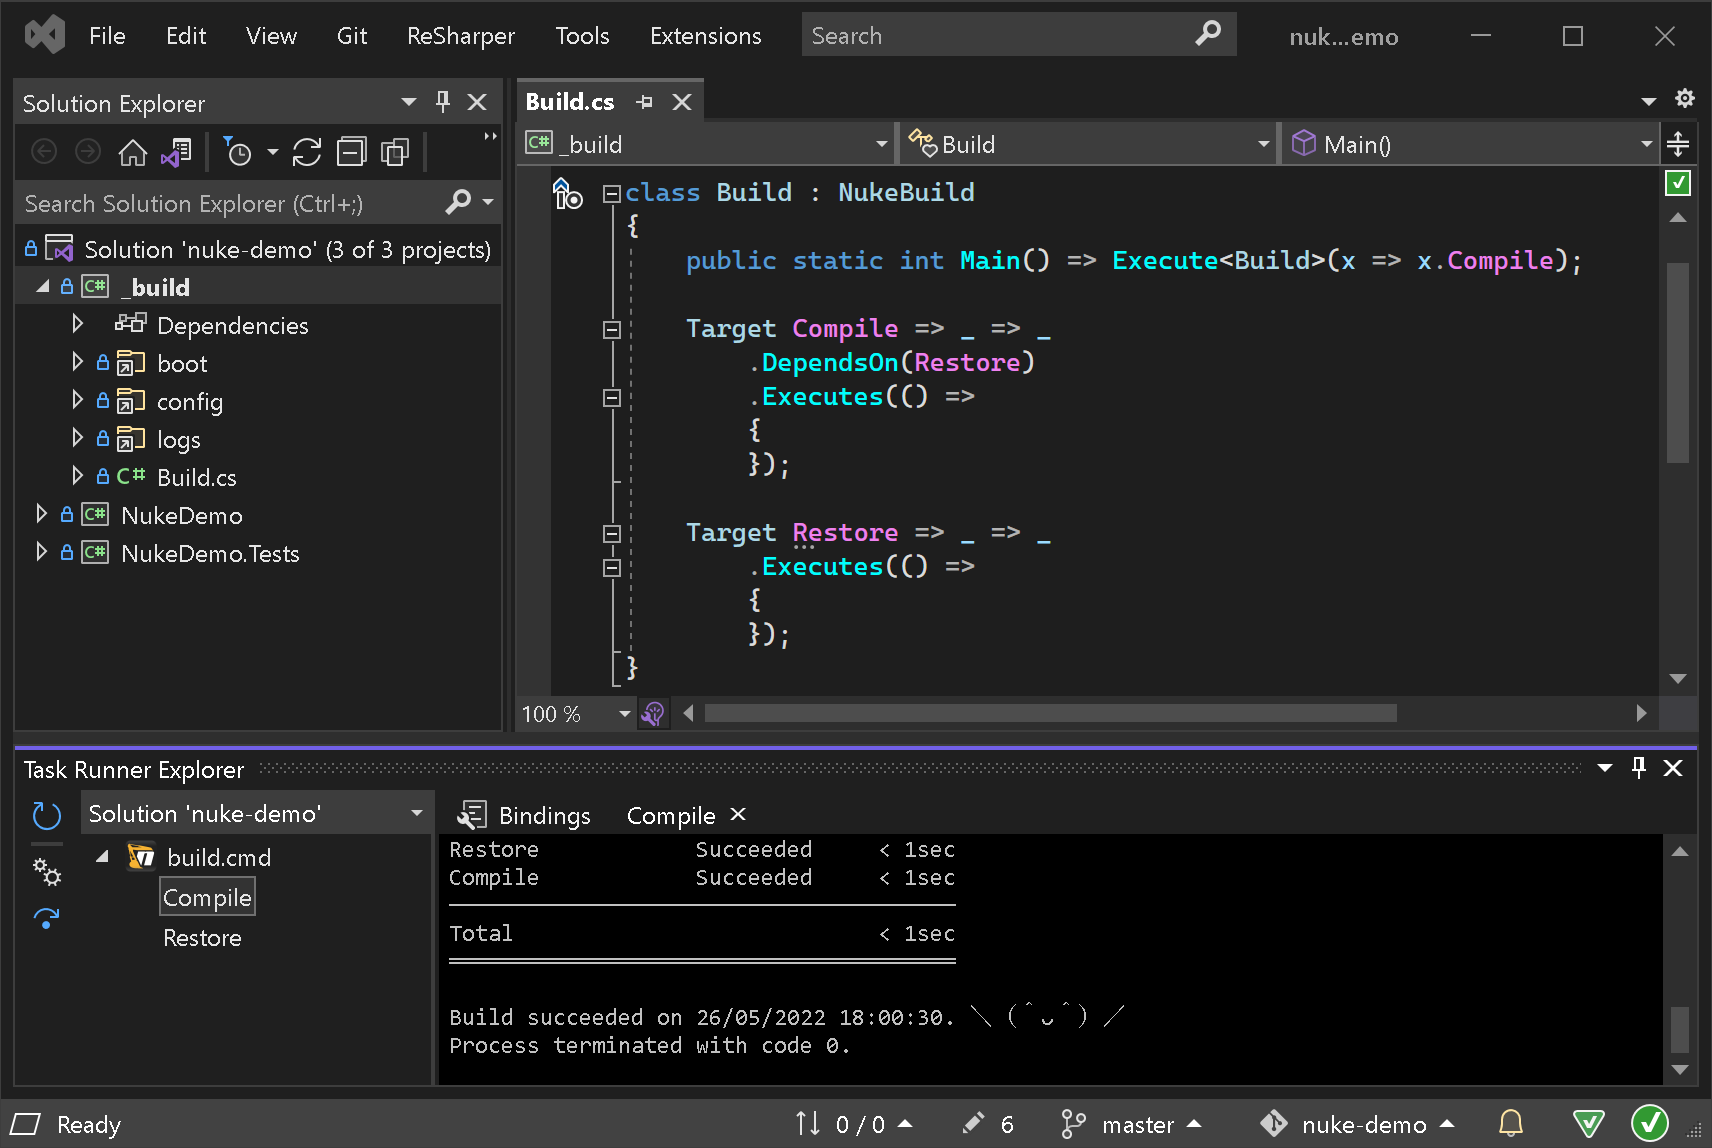 File Edit View Git ReSharper Tools Extensions Search nuk...emo
Solution Explorer
Search Solution Explorer (Ctrl+;)
Solution 'nuke-demo' (3 of 3 projects)
C# _build
Dependencies
boot
config
logs
C# Build.cs
C# NukeDemo
C# NukeDemo.Tests
Build.cs
C# _build Build Main()
class Build : NukeBuild
{
public static int Main() => Execute<Build>(x => x.Compile);
Target Compile => _ => _
.DependsOn(Restore)
.Executes(() =>
{
});
Target Restore => _ => _
.Executes(() =>
{
});
}
100 %
Task Runner Explorer
Solution 'nuke-demo'
build.cmd
Compile
Restore
Bindings Compile
Restore Succeeded < 1sec
Compile Succeeded < 1sec
Total < 1sec
Build succeeded on 26/05/2022 18:00:30. ＼（＾ᴗ＾）／
Process terminated with code 0.
Ready 0 / 0 6 master nuke-demo